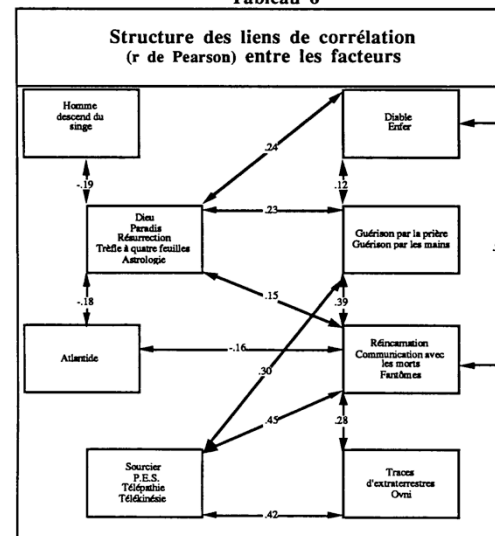 Tableau 6
Structure des liens de corrélation
(r de Pearson) entre les facteurs
Homme
descend du
singe
Diable
Enfer
.24
-.19
.12
Dieu
Paradis
Résurrection
Trèfle à quatre feuilles
Astrologie
.23
Guérison par la prière
Guérison par les mains
-.18
.15
.39
Atlantide
-.16
Réincarnation
Communication avec
les morts
Fantômes
.30
.45
.28
Sourcier
P.E.S.
Télépathie
Télékinésie
Traces
d'extraterrestres
Ovni
.42